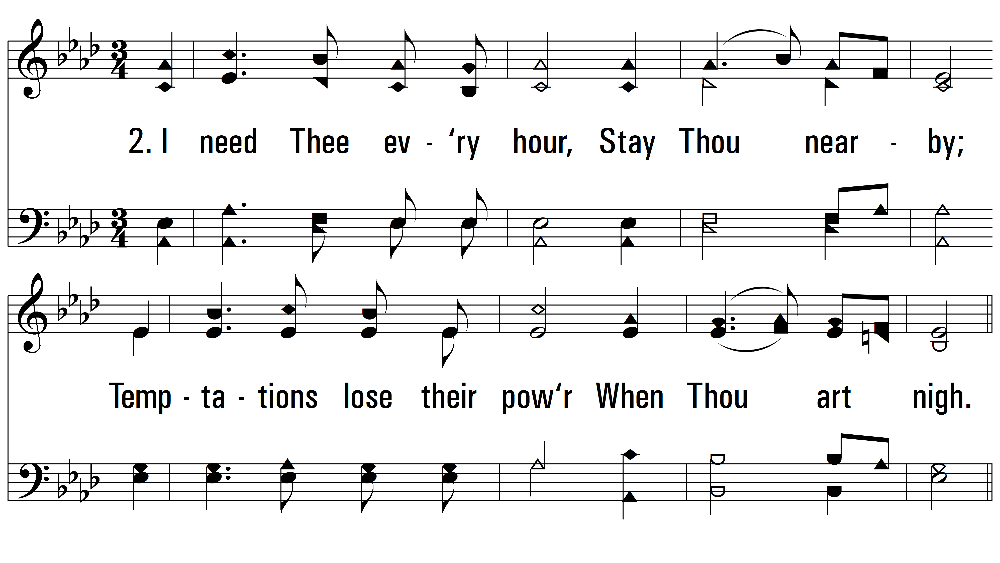 2. I need Thee ev - ‘ry hour, Stay Thou near - by;
Temp - ta - tions lose their pow‘r When Thou art nigh.